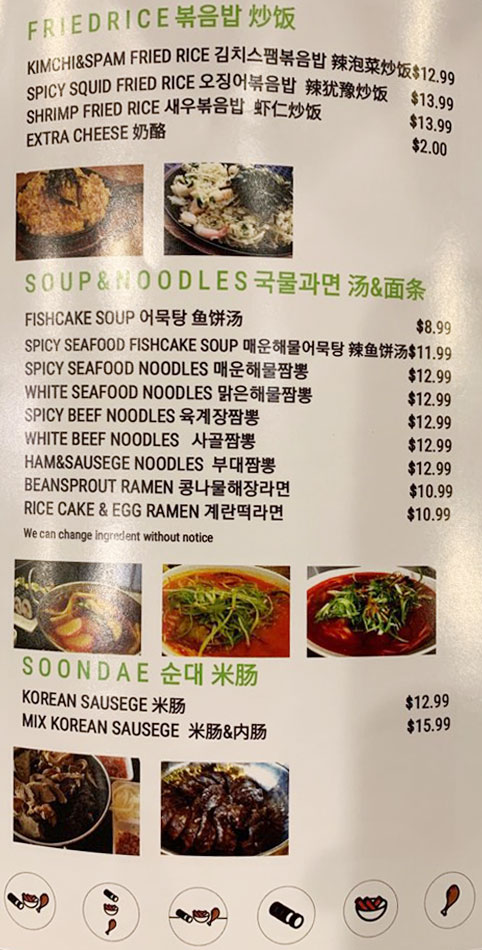 FRIEDRICE 볶음밥 炒饭
KIMCHI&SPAM FRIED RICE 김치스팸볶음밥 辣泡菜炒饭 $12.99
SPICY SQUID FRIED RICE 오징어볶음밥 辣犹豫炒饭 $13.99
SHRIMP FRIED RICE 새우볶음밥 虾仁炒饭 $13.99
EXTRA CHEESE 奶酪 $2.00
SOUP&NOODLES 국물과면 汤&面条
FISHCAKE SOUP 어묵탕 鱼饼汤 $8.99
SPICY SEAFOOD FISHCAKE SOUP 매운해물어묵탕 辣鱼饼汤 $11.99
SPICY SEAFOOD NOODLES 매운해물짬뽕 $12.99
WHITE SEAFOOD NOODLES 맑은해물짬뽕 $12.99
SPICY BEEF NOODLES 육계장짬뽕 $12.99
WHITE BEEF NOODLES 사골짬뽕 $12.99
HAM&SAUSEGE NOODLES 부대짬뽕 $12.99
BEANSPROUT RAMEN 콩나물해장라면 $10.99
RICE CAKE & EGG RAMEN 계란떡라면 $10.99
We can change ingredent without notice
SOONDAE 순대 米肠
KOREAN SAUSEGE 米肠 $12.99
MIX KOREAN SAUSEGE 米肠&内肠 $15.99